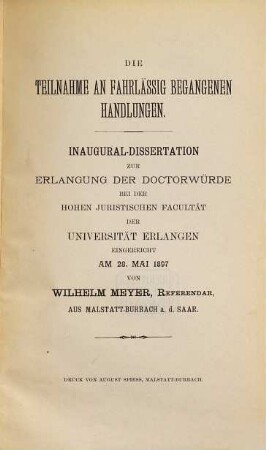 DIE
TEILNAHME AN FAHRLÄSSIG BEGANGENEN
HANDLUNGEN.
INAUGURAL-DISSERTATION
ZUR
ERLANGUNG DER DOCTORWÜRDE
BEI DER
HOHEN JURISTISCHEN FACULTÄT
DER
UNIVERSITÄT ERLANGEN
EINGEREICHT
AM 28. MAI 1897
VON
WILHELM MEYER, REFERENDAR,
AUS MALSTATT-BURBACH a. d. SAAR.
DRUCK VON AUGUST SPIESS, MALSTATT-BURBACH.